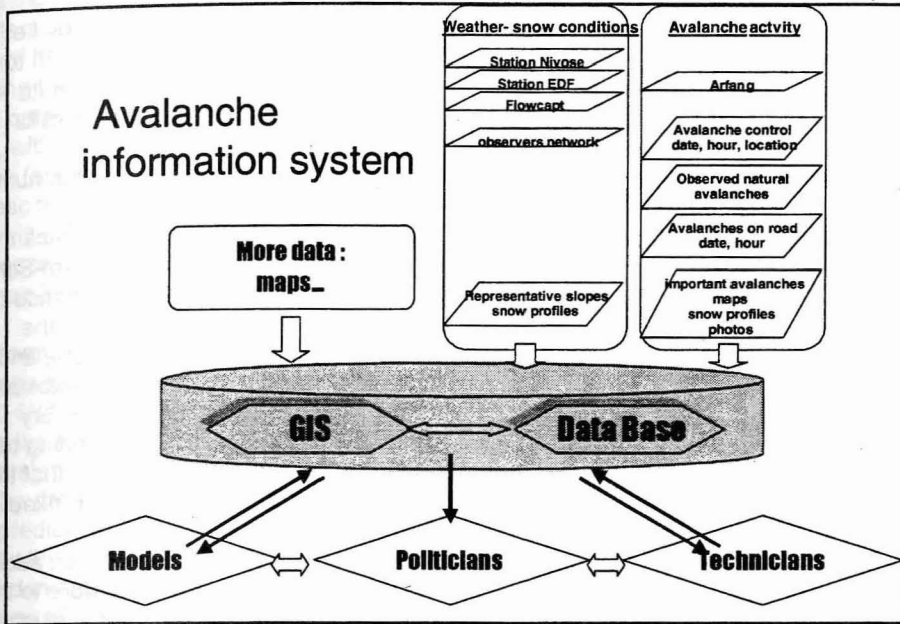 Avalanche
information system
Weather- snow conditions
Station Nivose
Station EDF
Flowcapt
observers network
Representative slopes
snow profiles
Avalanche actvity
Arfang
Avalanche control
date, hour, location
Observed natural
avalanches
Avalanches on road
date, hour
important avalanches
maps
snow profiles
photos
More data :
maps...
GIS
Data Base
Models
Politicians
Technicians